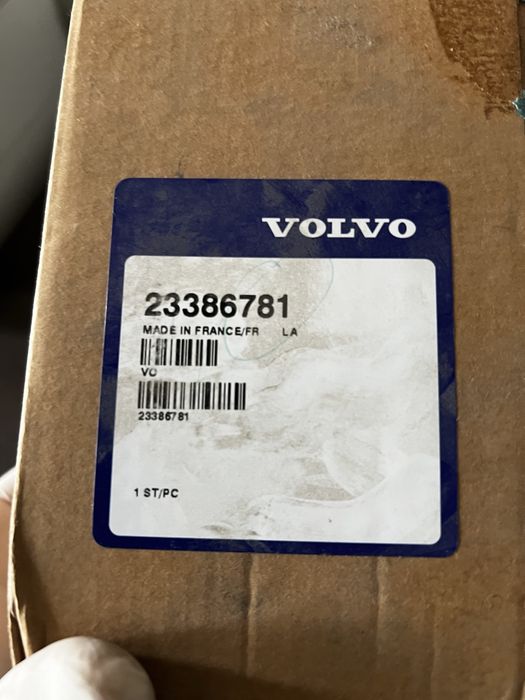 VOLVO
23386781
MADE IN FRANCE/FR LA
VO
23386781
1 ST/PC